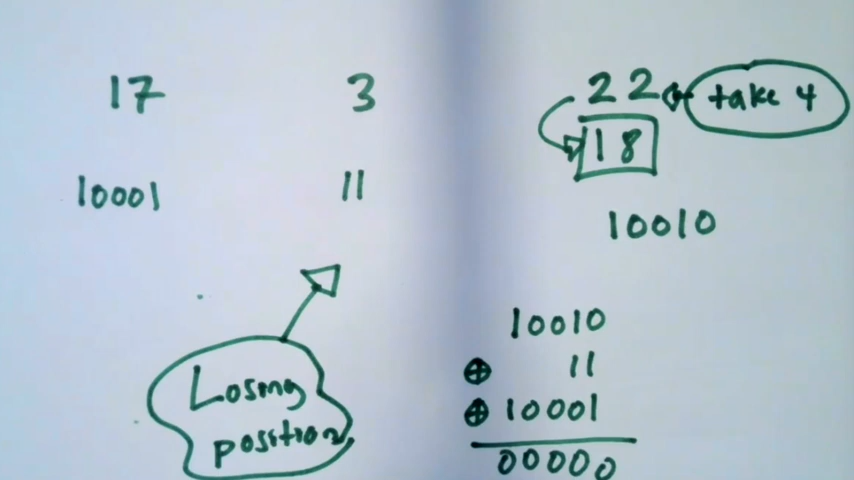 17 3 22 take 4
18
10001 11
10010
10010
⊕ 11
⊕ 10001
00000
Losing
position